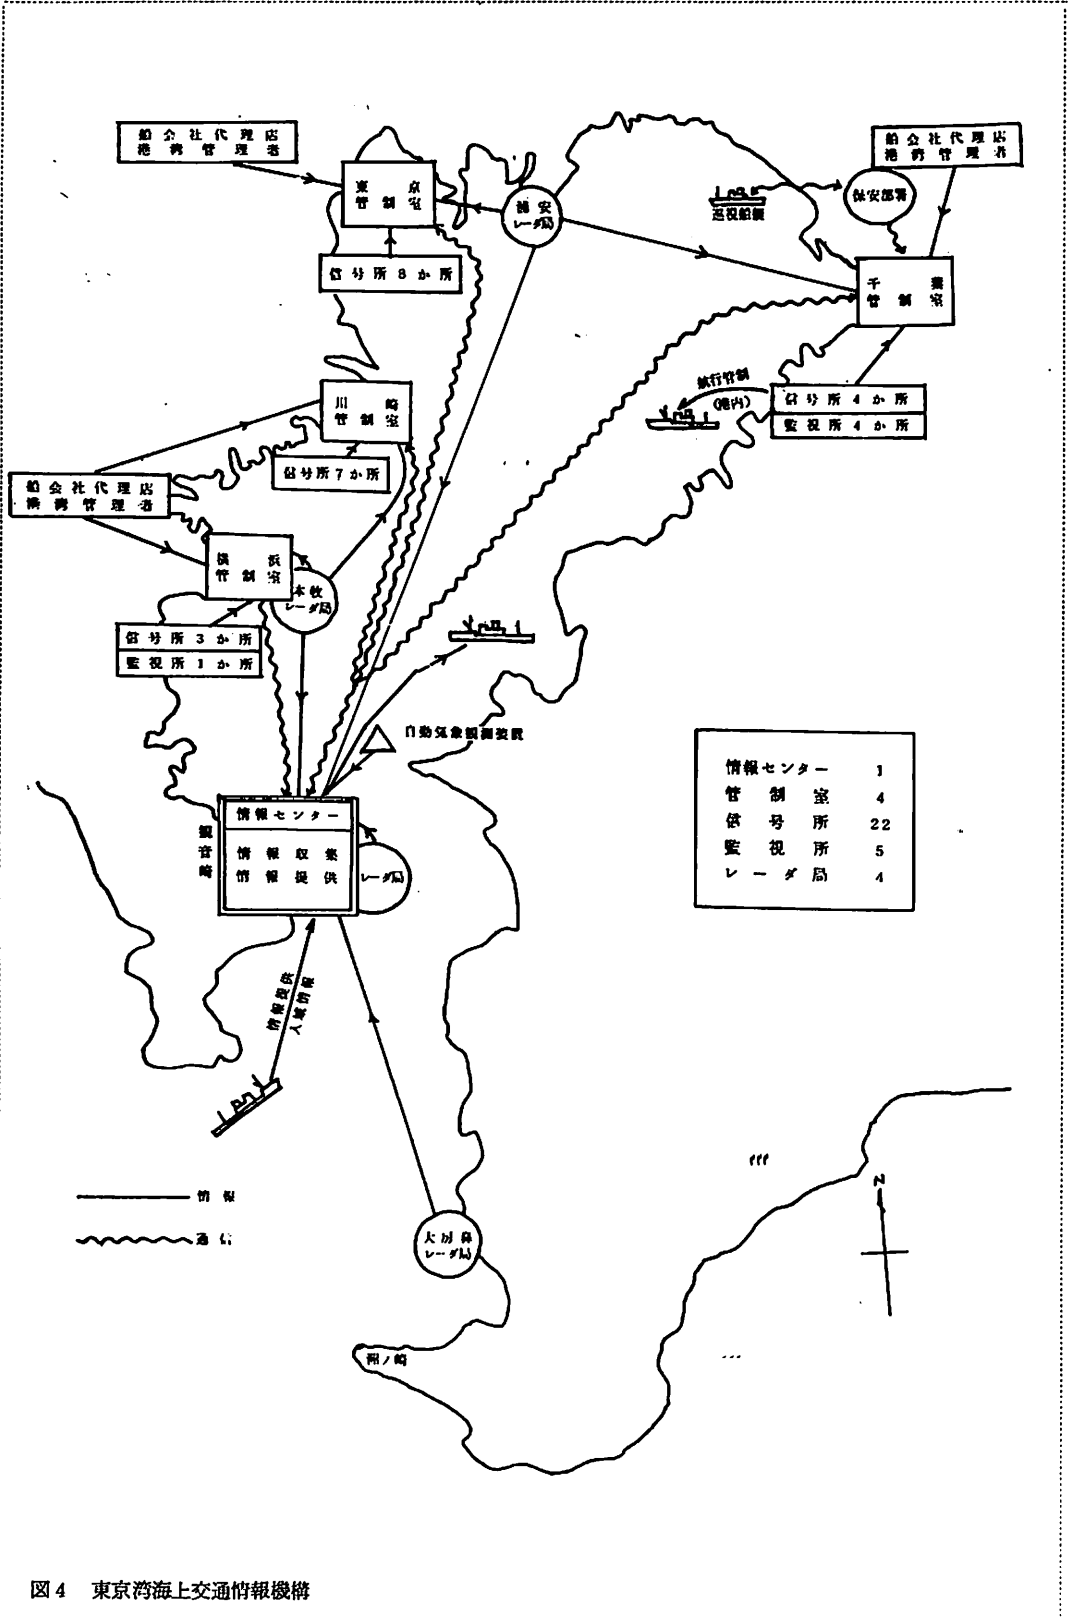 船会社代理店
港湾管理者
東京
管制室
信号所8か所
浦安
レーダ局
巡視船艇
船会社代理店
港湾管理者
保安部署
千葉
管制室
航行管制
(港内)
信号所4か所
監視所4か所
川崎
管制室
信号所7か所
船会社代理店
港湾管理者
横浜
管制室
本牧
レーダ局
信号所3か所
監視所1か所
自動気象観測装置
情報センター
情報収集
情報提供
観音崎
レーダ局
情報提供
入域情報
情報センター 1
管制室 4
信号所 22
監視所 5
レーダ局 4
情報
通信
大房鼻
レーダ局
洲ノ崎
N
図4 東京湾海上交通情報機構